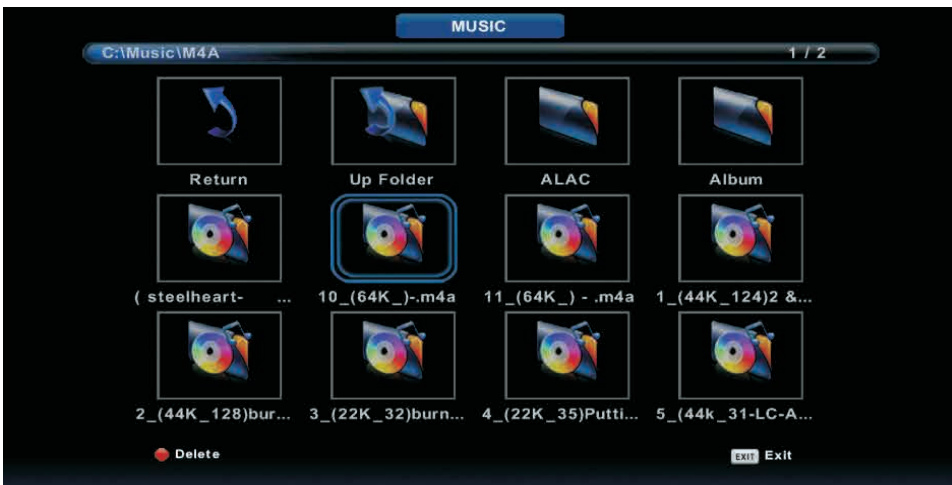 MUSIC
C:\Music\M4A 1 / 2
Return Up Folder ALAC Album
( steelheart- ... 10_(64K_)-.m4a 11_(64K_) - .m4a 1_(44K_124)2 &...
2_(44K_128)bur... 3_(22K_32)burn... 4_(22K_35)Putti... 5_(44k_31-LC-A...
Delete EXIT Exit